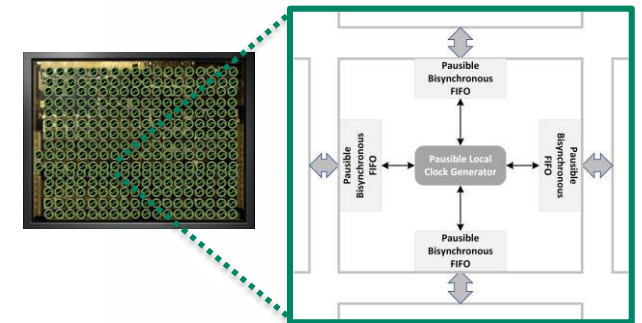 Pausible
Bisynchronous
FIFO
Pausible
Bisynchronous
FIFO
Pausible Local
Clock Generator
Pausible
Bisynchronous
FIFO
Pausible
Bisynchronous
FIFO